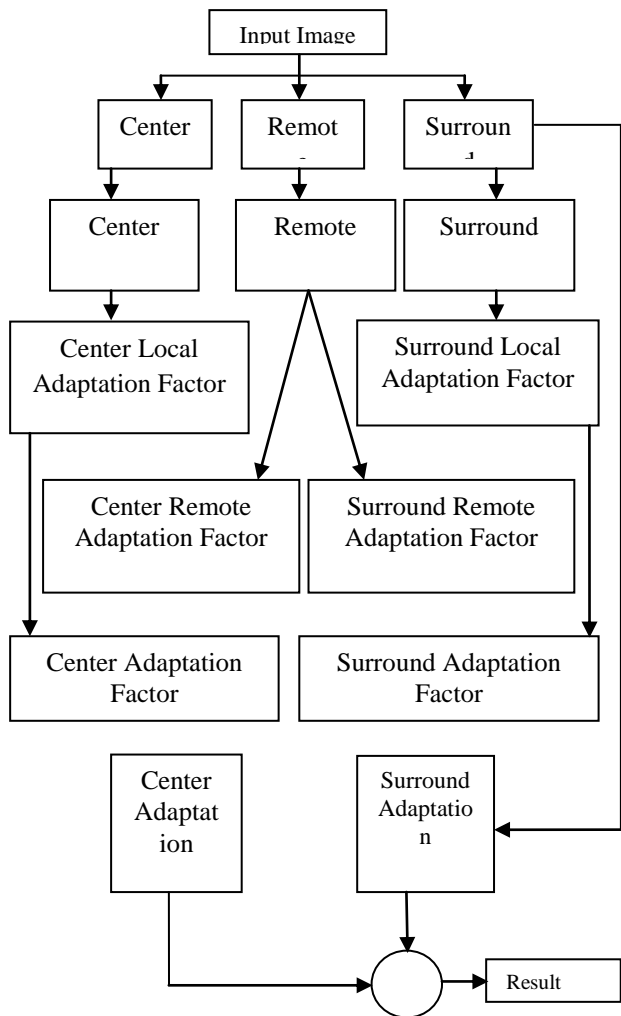 Input Image
Center
Remot
Surroun
Center
Remote
Surround
Center Local
Adaptation Factor
Surround Local
Adaptation Factor
Center Remote
Adaptation Factor
Surround Remote
Adaptation Factor
Center Adaptation
Factor
Surround Adaptation
Factor
Center
Adaptat
ion
Surround
Adaptatio
n
Result